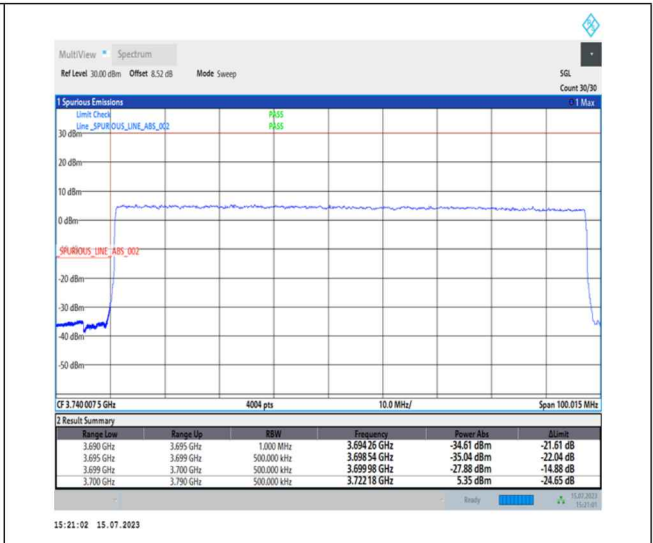 MultiView Spectrum
Ref Level 30.00 dBm Offset 8.52 dB Mode Sweep SGL
Count 30/30
1 Spurious Emissions 1 Max
Limit Check PASS
Line _SPURIOUS_LINE_ABS_002 PASS
30 dBm
20 dBm
10 dBm
0 dBm
_SPURIOUS_LINE_ABS_002
-20 dBm
-30 dBm
-40 dBm
-50 dBm
CF 3.740 007 5 GHz 4004 pts 10.0 MHz/ Span 100.015 MHz
2 Result Summary
Range Low Range Up RBW Frequency Power Abs ΔLimit
3.690 GHz 3.695 GHz 1.000 MHz 3.694 26 GHz -34.61 dBm -21.61 dB
3.695 GHz 3.699 GHz 500.000 kHz 3.698 54 GHz -35.04 dBm -22.04 dB
3.699 GHz 3.700 GHz 500.000 kHz 3.699 98 GHz -27.88 dBm -14.88 dB
3.700 GHz 3.790 GHz 500.000 kHz 3.722 18 GHz 5.35 dBm -24.65 dB
Ready 15.07.2023
15:21:01
15:21:02 15.07.2023